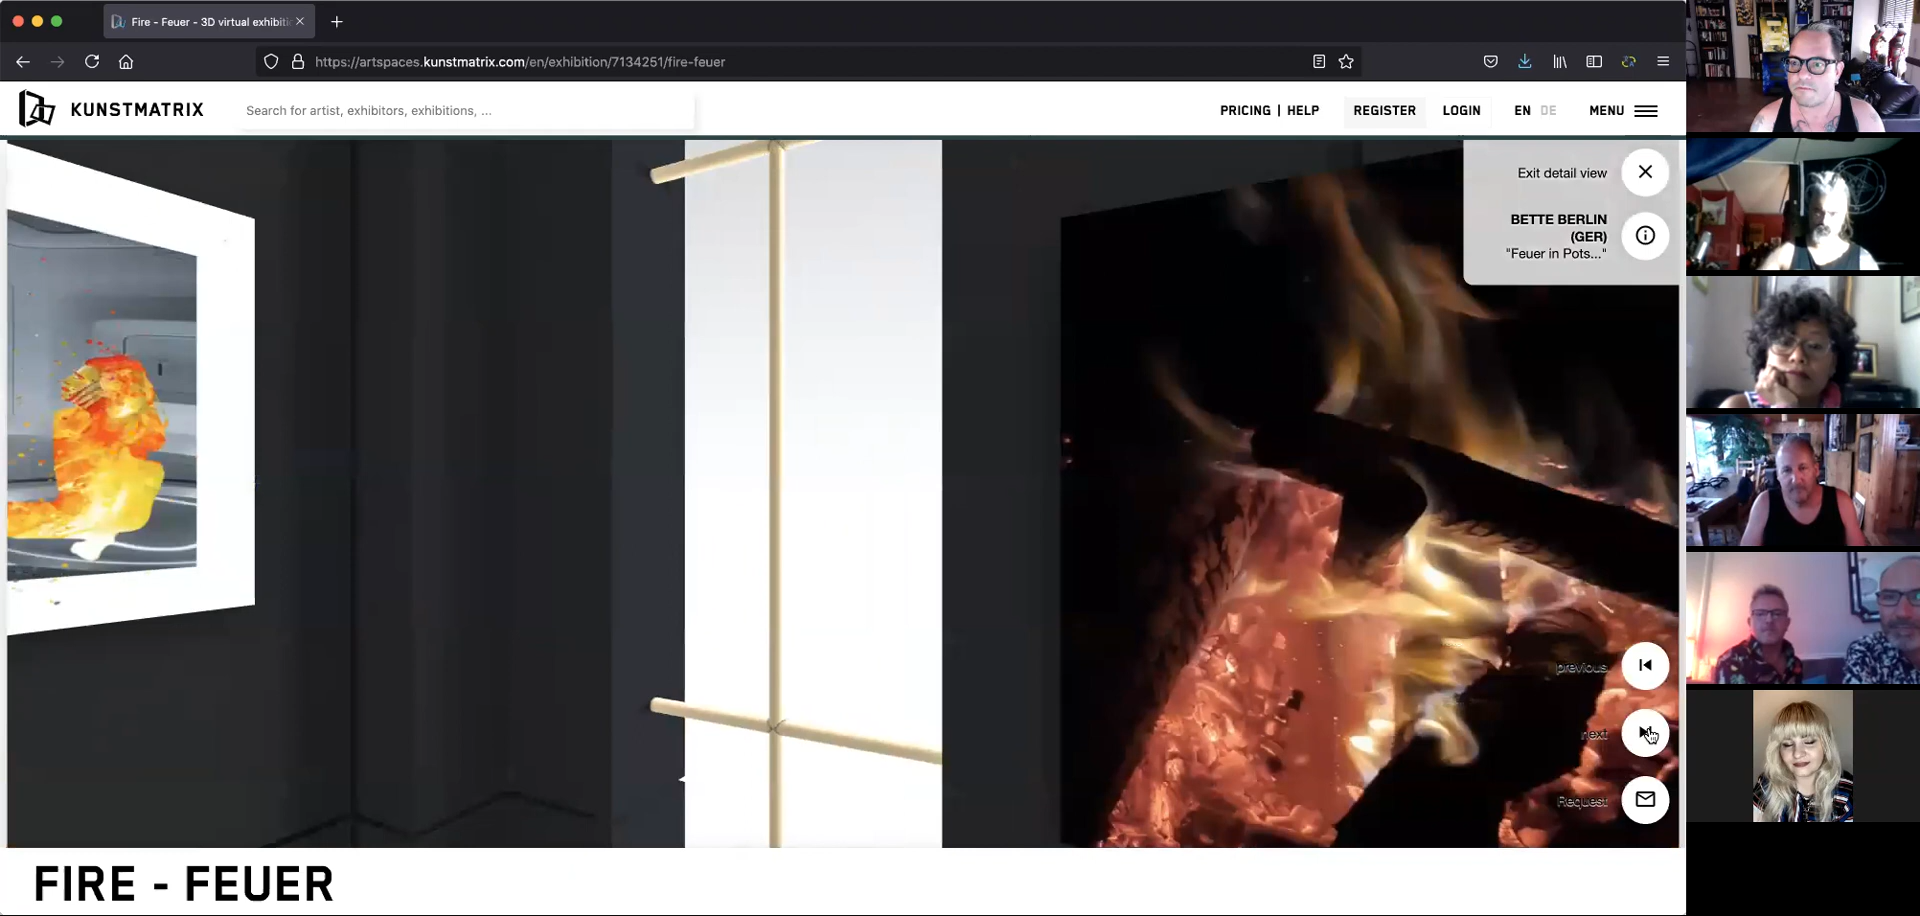 Fire - Feuer - 3D virtual exhibitic
https://artspaces.kunstmatrix.com/en/exhibition/7134251/fire-feuer
KUNSTMATRIX
Search for artist, exhibitors, exhibitions, ...
PRICING | HELP
REGISTER
LOGIN
EN DE
MENU
Exit detail view
BETTE BERLIN
(GER)
"Feuer in Pots..."
previous
next
Request
FIRE - FEUER